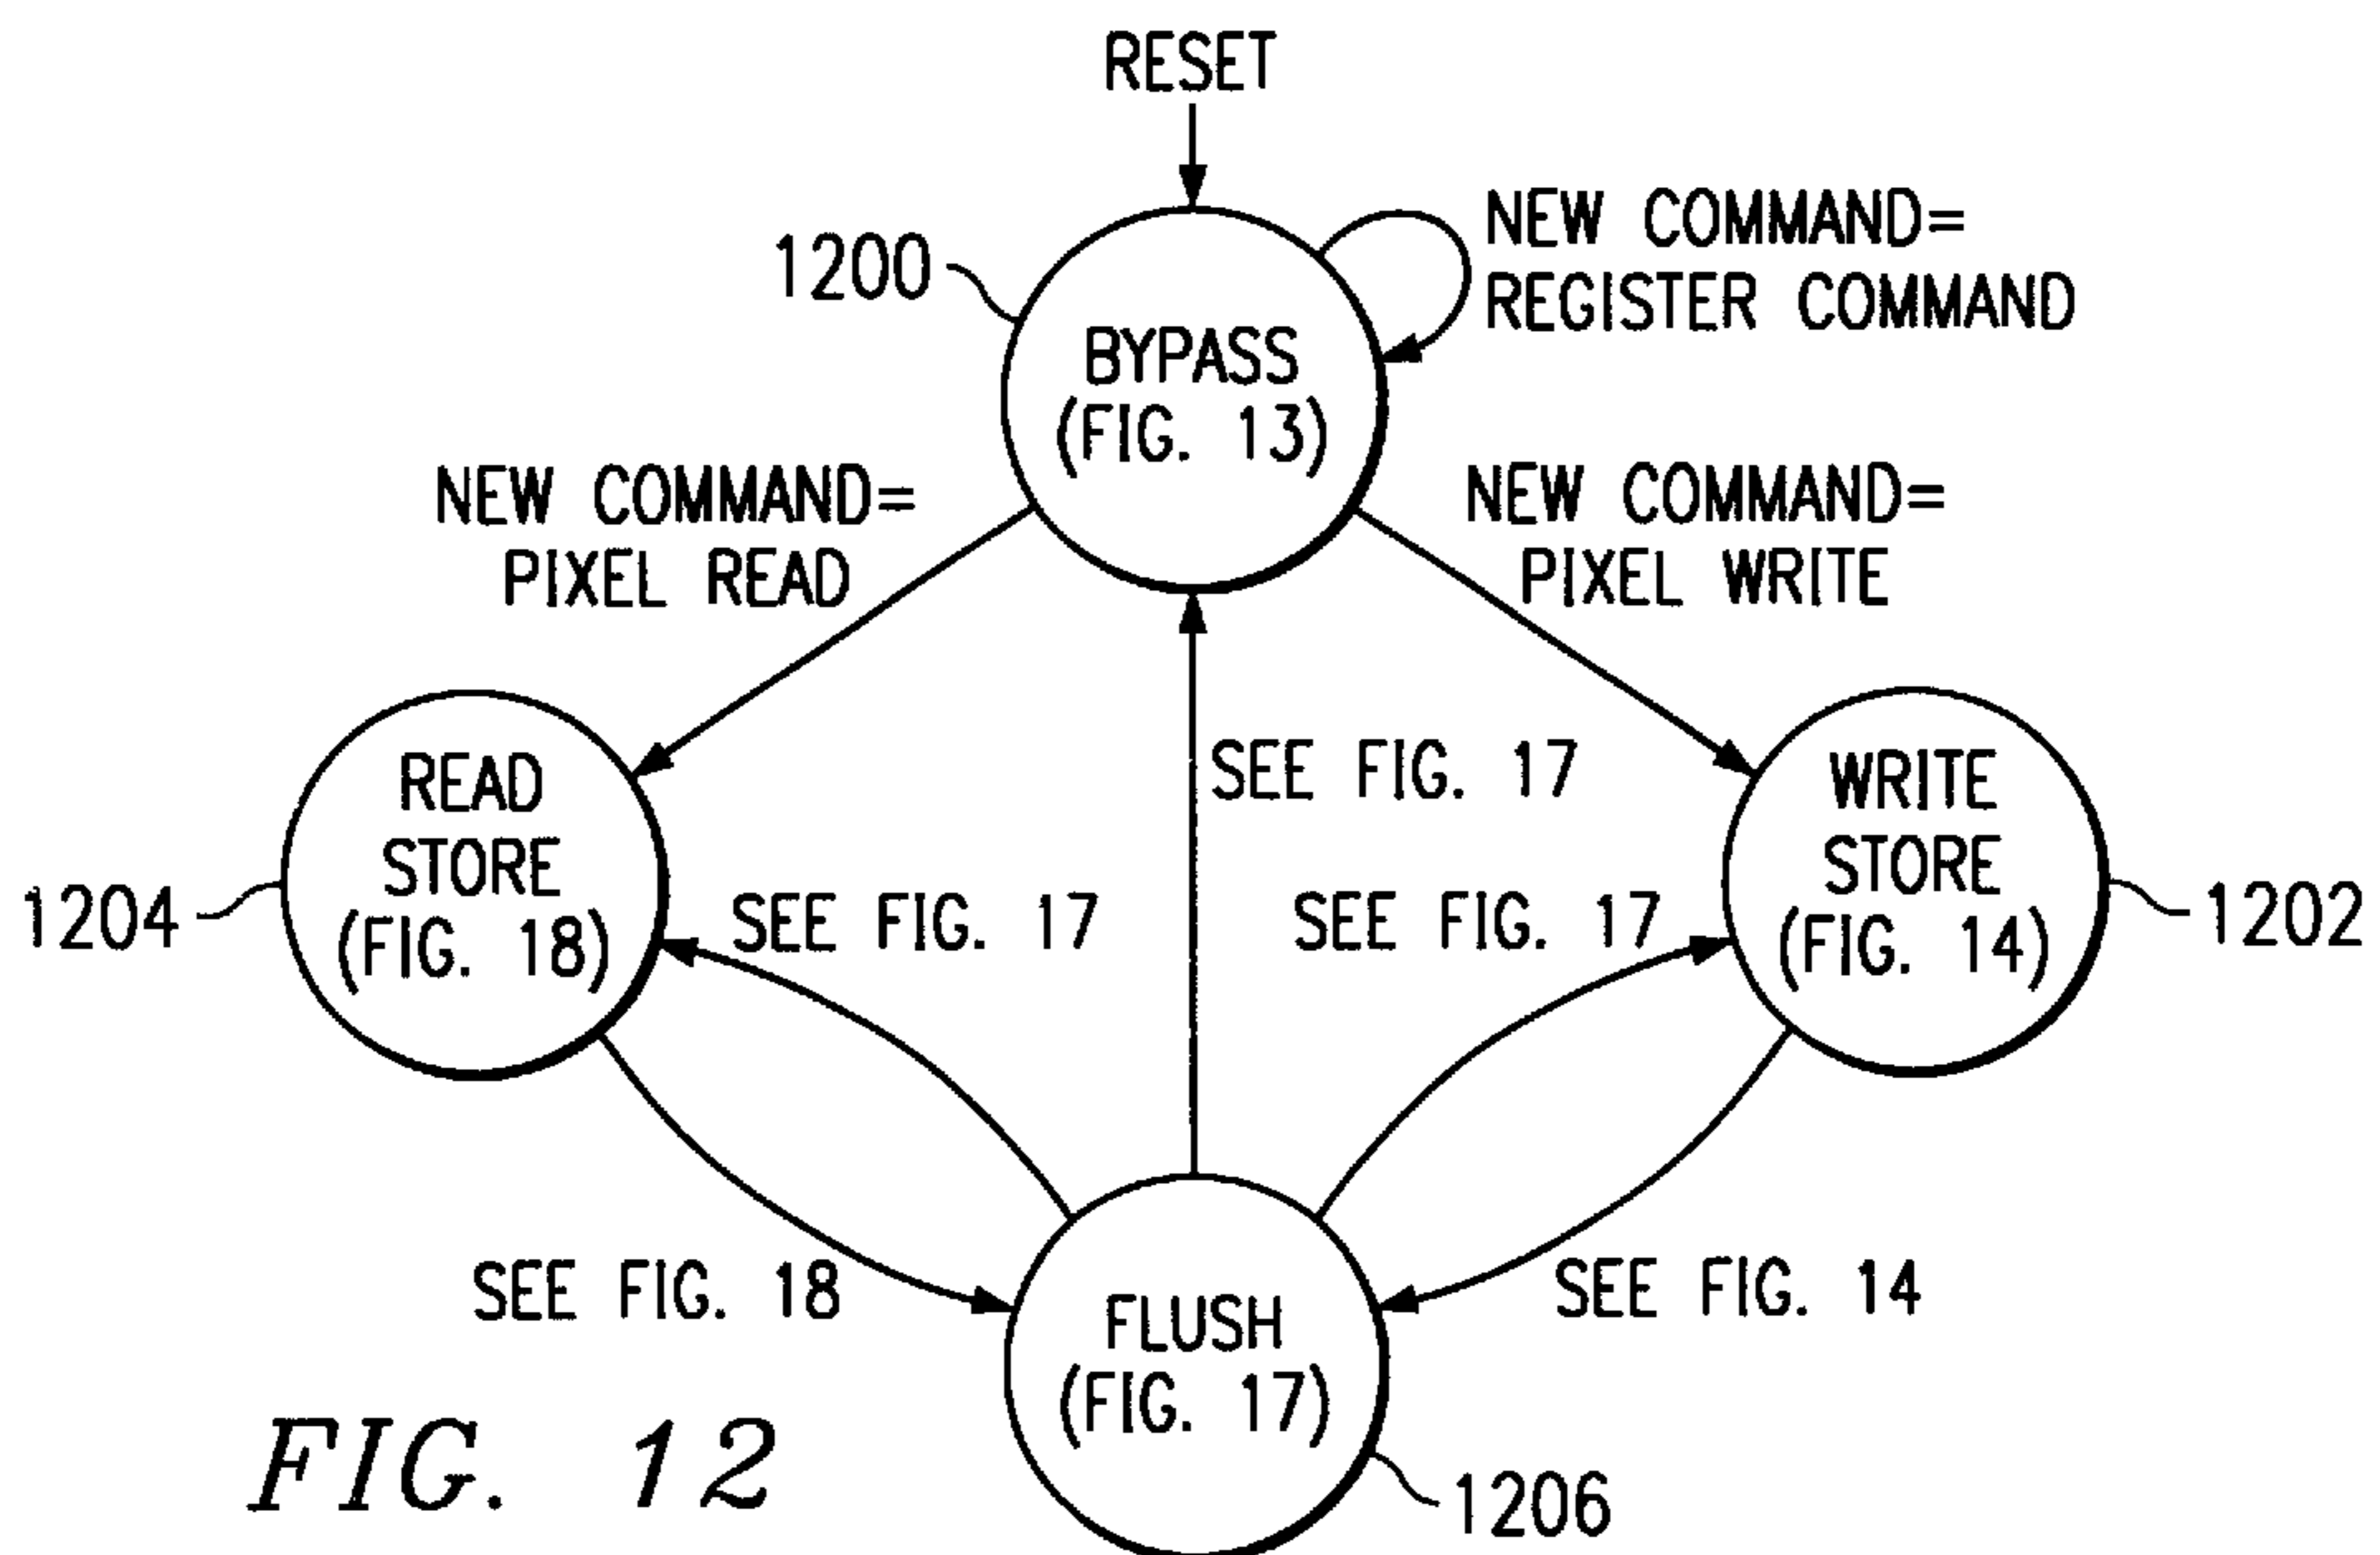 RESET
NEW COMMAND=
REGISTER COMMAND
1200
BYPASS
(FIG. 13)
NEW COMMAND=
PIXEL READ
NEW COMMAND=
PIXEL WRITE
SEE FIG. 17
READ
STORE
(FIG. 18)
1204
SEE FIG. 17
SEE FIG. 17
WRITE
STORE
(FIG. 14)
1202
SEE FIG. 18
SEE FIG. 14
FLUSH
(FIG. 17)
1206
FIG. 12